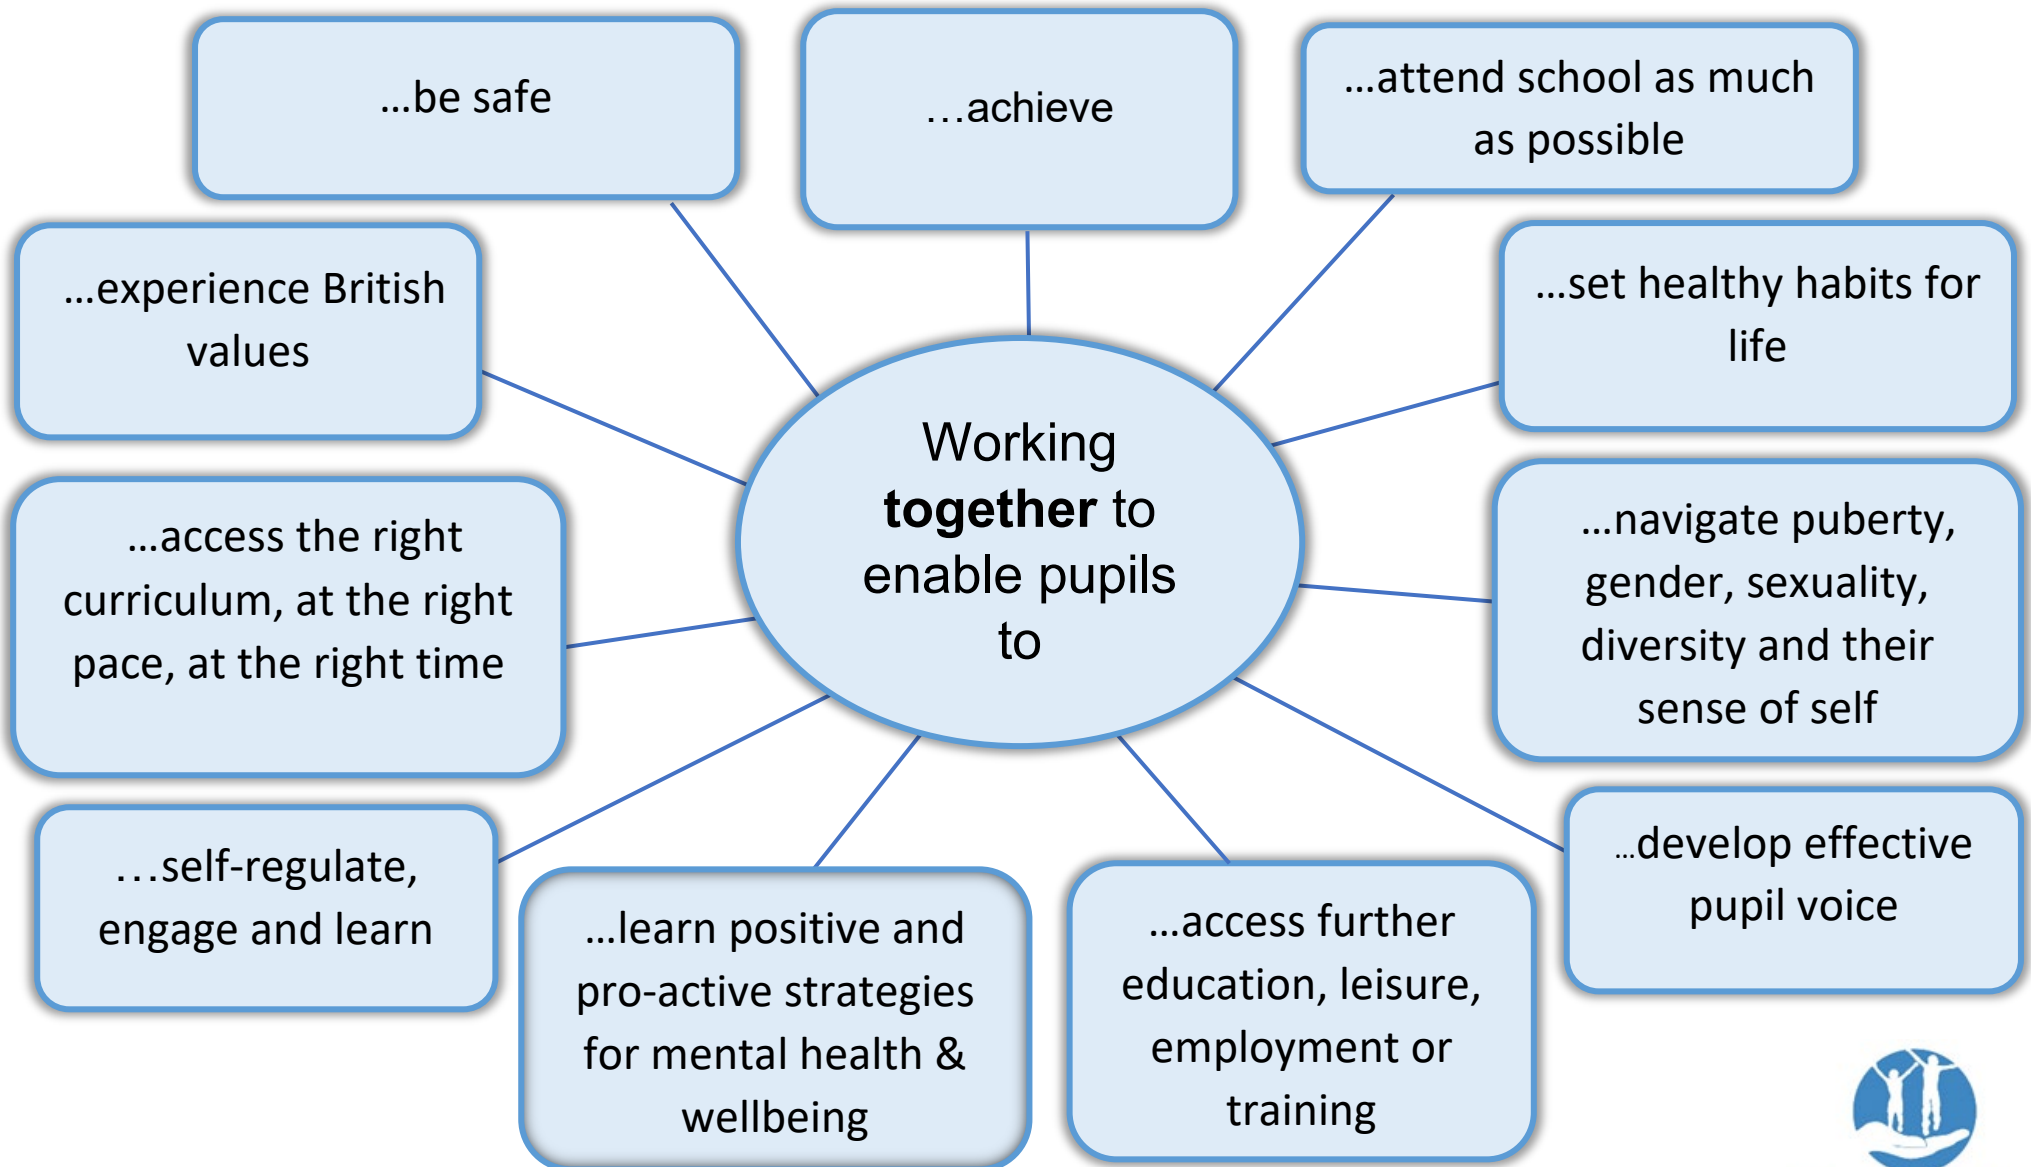 ...be safe
...achieve
...attend school as much
as possible
...experience British
values
...set healthy habits for
life
Working
together to
enable pupils
to
...access the right
curriculum, at the right
pace, at the right time
...navigate puberty,
gender, sexuality,
diversity and their
sense of self
...self-regulate,
engage and learn
...learn positive and
pro-active strategies
for mental health &
wellbeing
...access further
education, leisure,
employment or
training
...develop effective
pupil voice